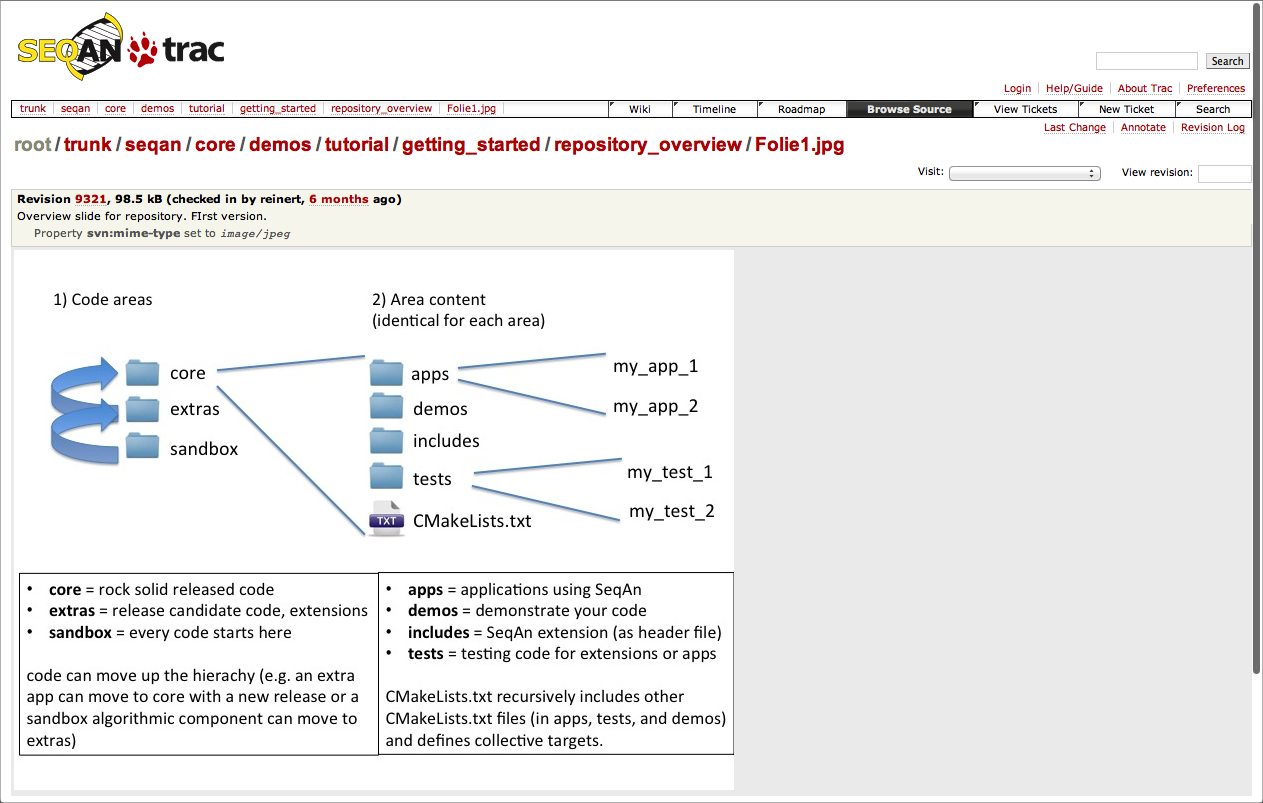 SEQAN trac
Search
Login Help/Guide About Trac Preferences
trunk seqan core demos tutorial getting_started repository_overview Folie1.jpg
Wiki Timeline Roadmap Browse Source View Tickets New Ticket Search
Last Change Annotate Revision Log
root/trunk/seqan/core/demos/tutorial/getting_started/repository_overview/Folie1.jpg
Visit: View revision:
Revision 9321, 98.5 kB (checked in by reinert, 6 months ago)
Overview slide for repository. FIrst version.
Property svn:mime-type set to image/jpeg
1) Code areas
2) Area content
(identical for each area)
core
extras
sandbox
apps
demos
includes
tests
TXT CMakeLists.txt
my_app_1
my_app_2
my_test_1
my_test_2
• core = rock solid released code
• extras = release candidate code, extensions
• sandbox = every code starts here
code can move up the hierachy (e.g. an extra
app can move to core with a new release or a
sandbox algorithmic component can move to
extras)
• apps = applications using SeqAn
• demos = demonstrate your code
• includes = SeqAn extension (as header file)
• tests = testing code for extensions or apps
CMakeLists.txt recursively includes other
CMakeLists.txt files (in apps, tests, and demos)
and defines collective targets.